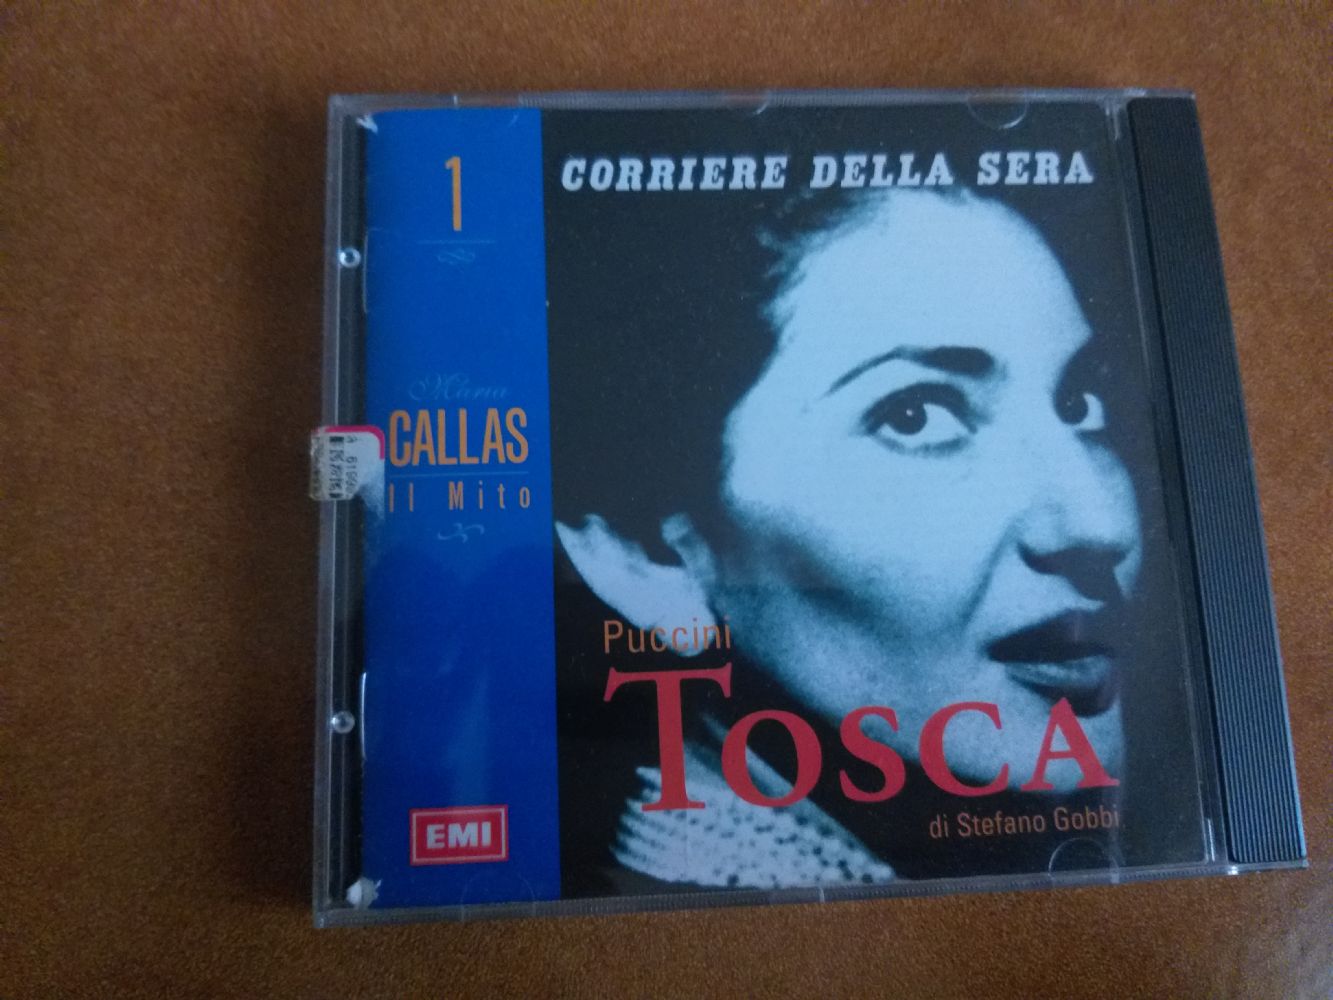 1
CORRIERE DELLA SERA
Maria
CALLAS
Il Mito
Puccini
TOSCA
di Stefano Gobbi
EMI